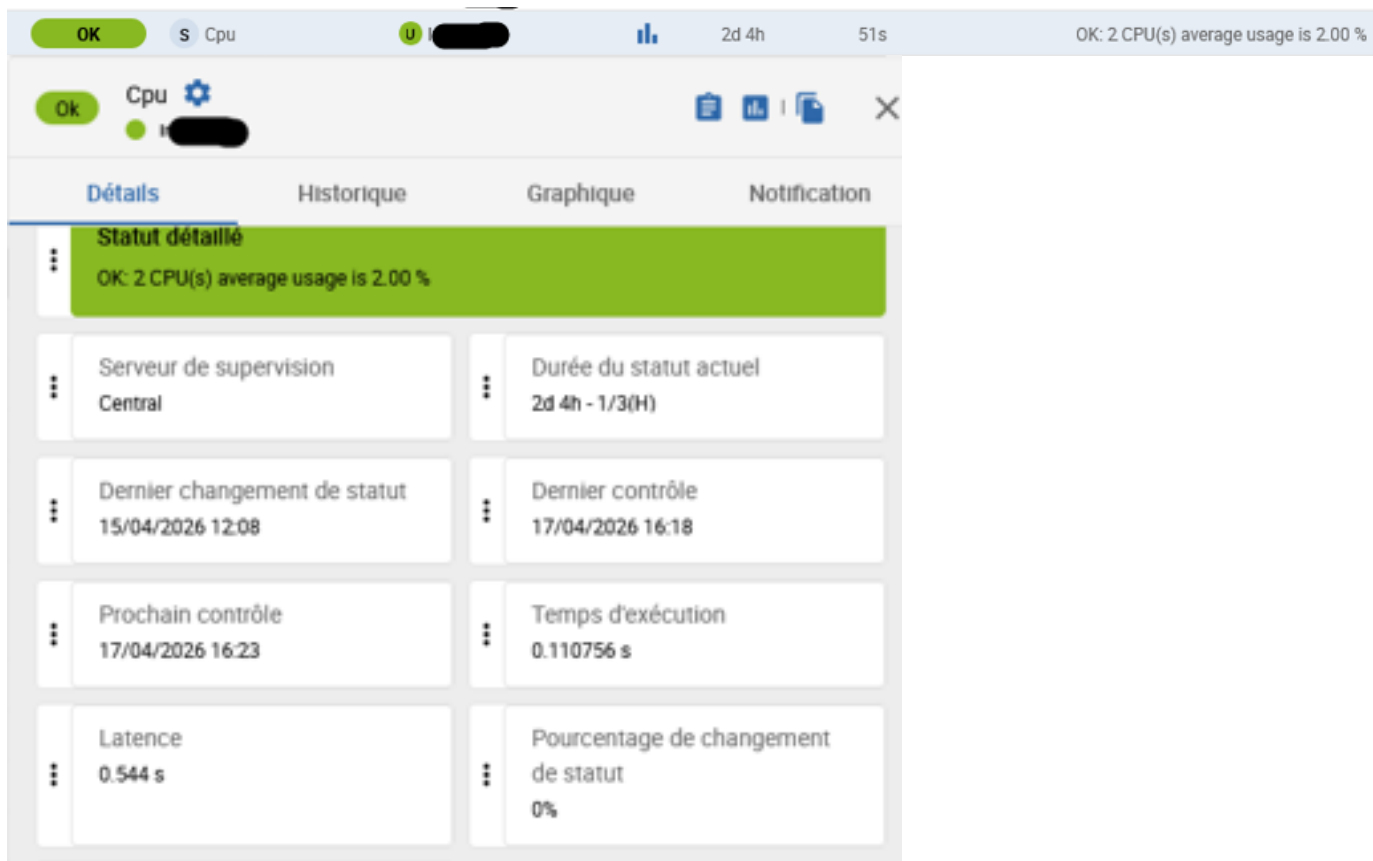 OK S Cpu U 2d 4h 51s OK: 2 CPU(s) average usage is 2.00 %
Ok Cpu
Détails Historique Graphique Notification
Statut détaillé
OK: 2 CPU(s) average usage is 2.00 %
Serveur de supervision
Central
Durée du statut actuel
2d 4h - 1/3(H)
Dernier changement de statut
15/04/2026 12:08
Dernier contrôle
17/04/2026 16:18
Prochain contrôle
17/04/2026 16:23
Temps d'exécution
0.110756 s
Latence
0.544 s
Pourcentage de changement
de statut
0%